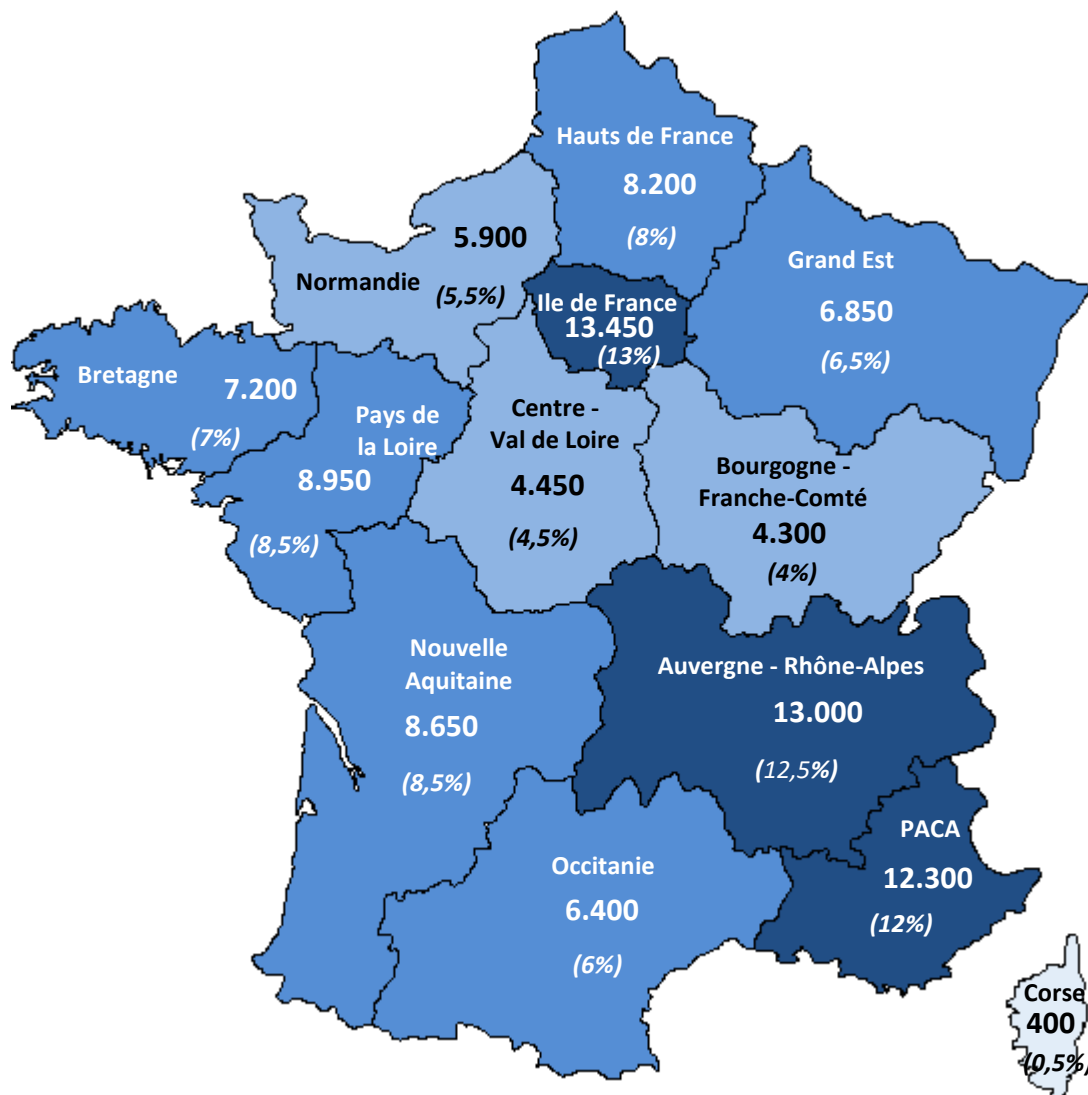 Hauts de France
8.200
(8%)
5.900
Normandie
(5,5%)
Grand Est
6.850
(6,5%)
Ile de France
13.450
(13%)
Bretagne
7.200
(7%)
Pays de
la Loire
8.950
(8,5%)
Centre -
Val de Loire
4.450
(4,5%)
Bourgogne -
Franche-Comté
4.300
(4%)
Nouvelle
Aquitaine
8.650
(8,5%)
Auvergne - Rhône-Alpes
13.000
(12,5%)
PACA
12.300
(12%)
Occitanie
6.400
(6%)
Corse
400
(0,5%)